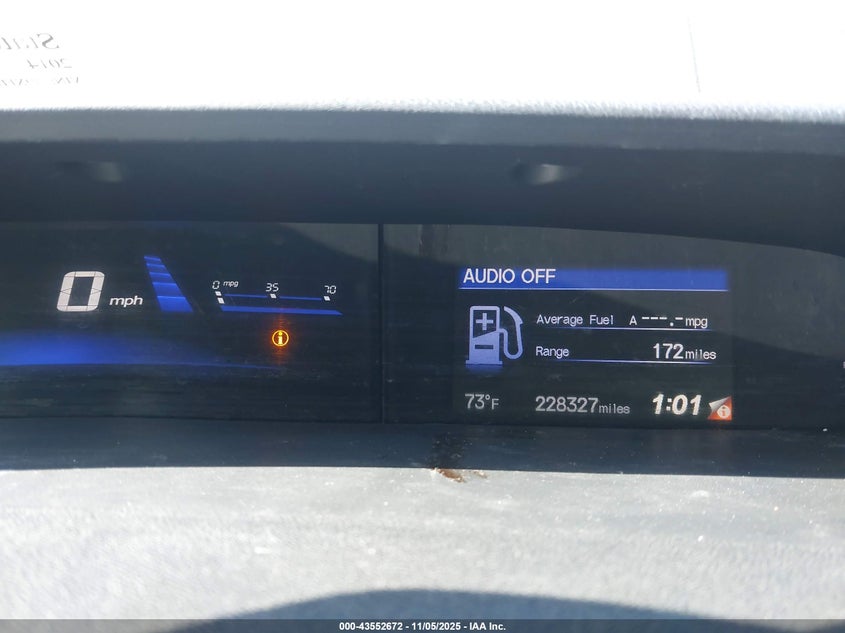 2014
0 mph
0 mpg 35 70
AUDIO OFF
Average Fuel A ---.- mpg
Range 172 miles
73°F 228327 miles 1:01
000-43552672 - 11/05/2025 - IAA Inc.